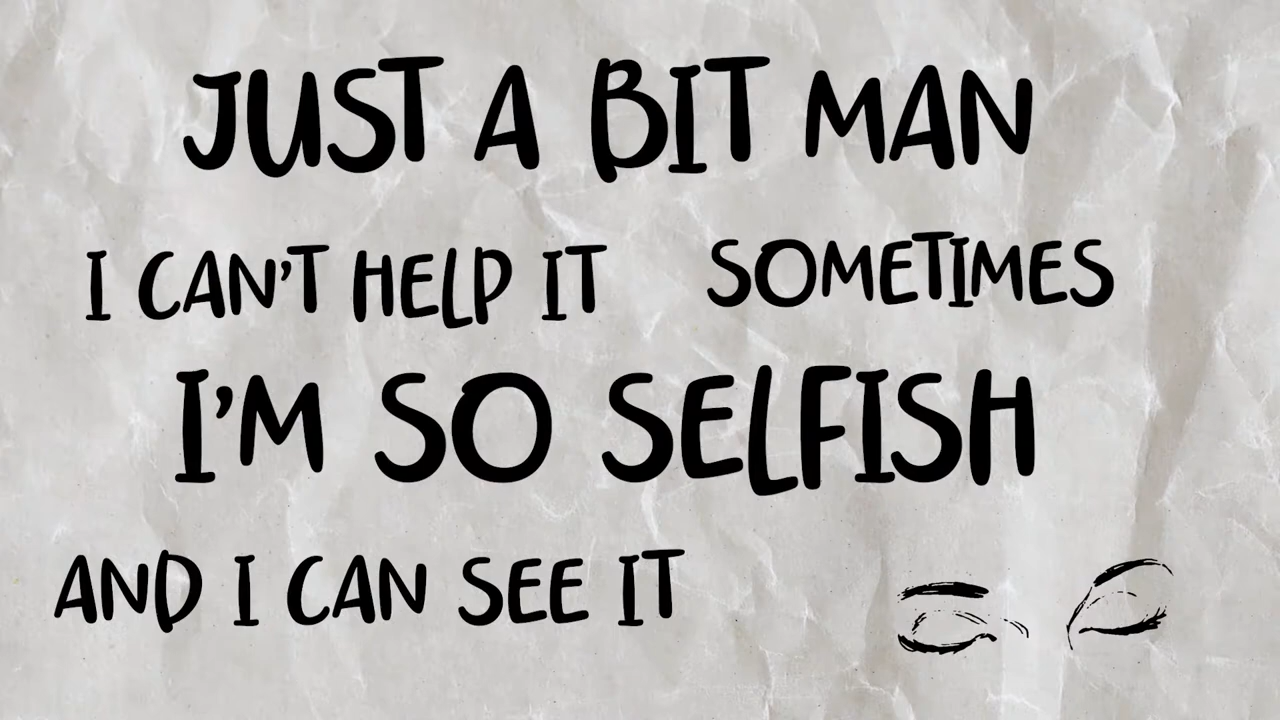 JUST A BIT MAN
I CAN'T HELP IT SOMETIMES
I'M SO SELFISH
AND I CAN SEE IT